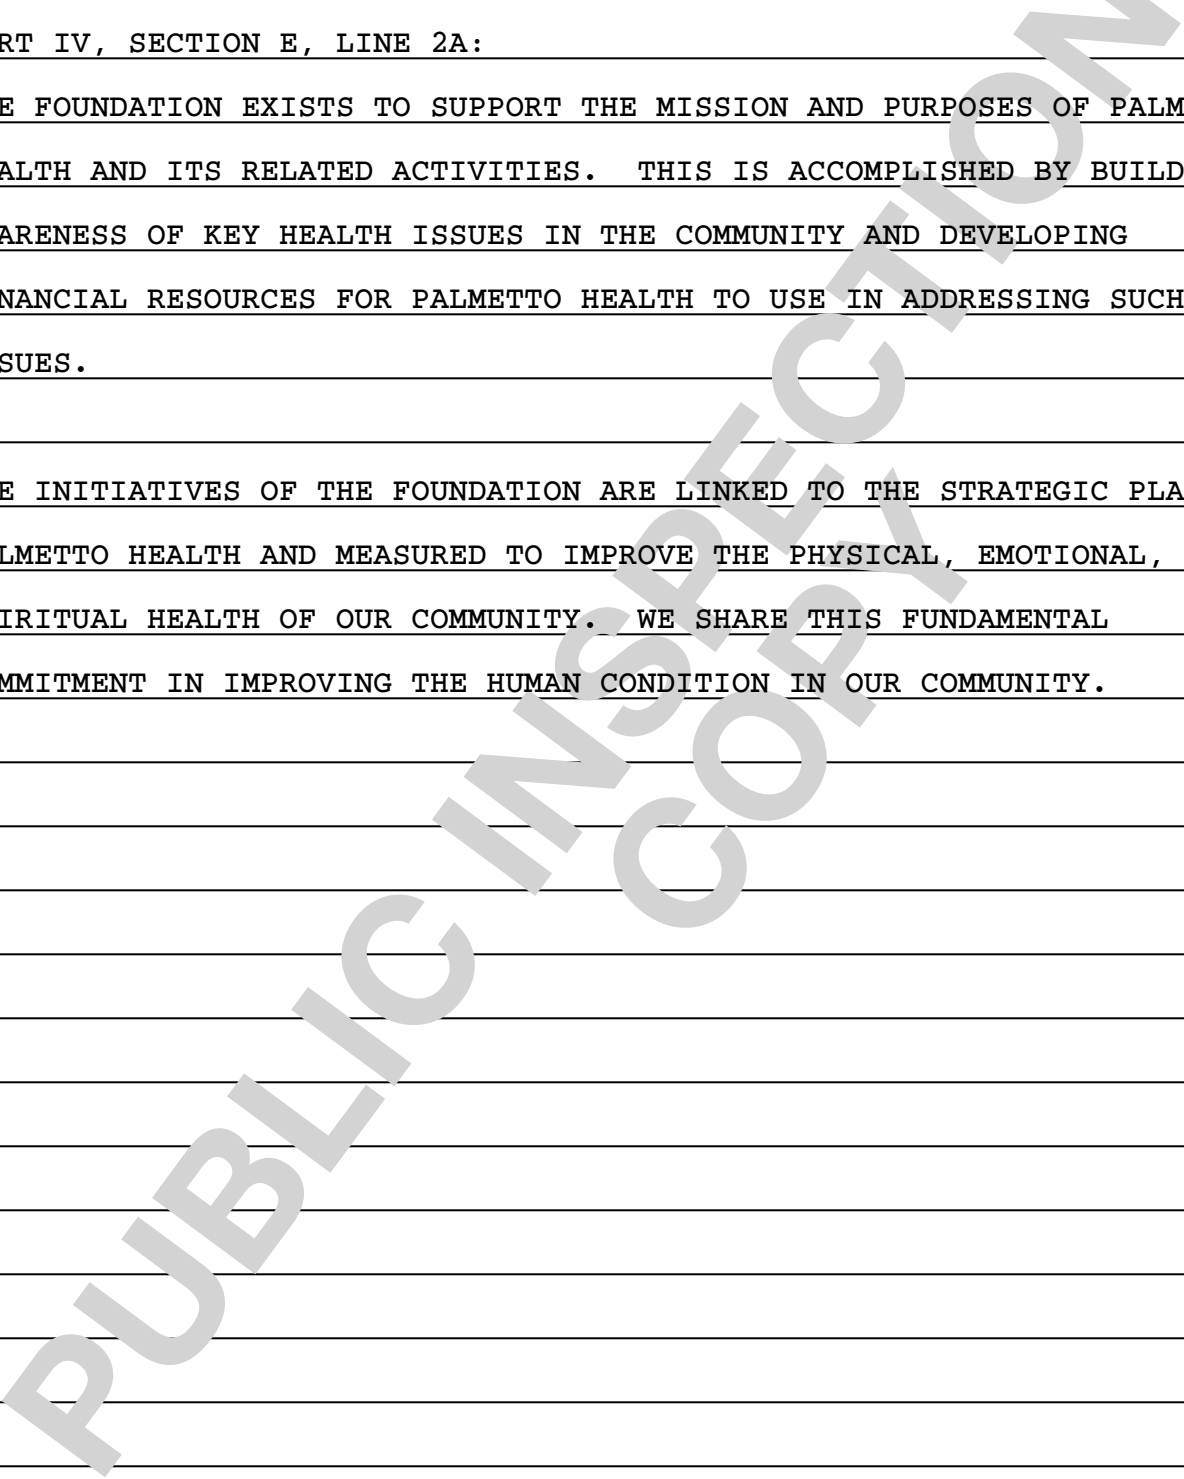 RT IV, SECTION E, LINE 2A:
E FOUNDATION EXISTS TO SUPPORT THE MISSION AND PURPOSES OF PALM
ALTH AND ITS RELATED ACTIVITIES.  THIS IS ACCOMPLISHED BY BUILD
ARENESS OF KEY HEALTH ISSUES IN THE COMMUNITY AND DEVELOPING
NANCIAL RESOURCES FOR PALMETTO HEALTH TO USE IN ADDRESSING SUCH
SUES.
E INITIATIVES OF THE FOUNDATION ARE LINKED TO THE STRATEGIC PLA
LMETTO HEALTH AND MEASURED TO IMPROVE THE PHYSICAL, EMOTIONAL,
IRITUAL HEALTH OF OUR COMMUNITY.  WE SHARE THIS FUNDAMENTAL
MMITMENT IN IMPROVING THE HUMAN CONDITION IN OUR COMMUNITY.
PUBLIC INSPECTION
COPY